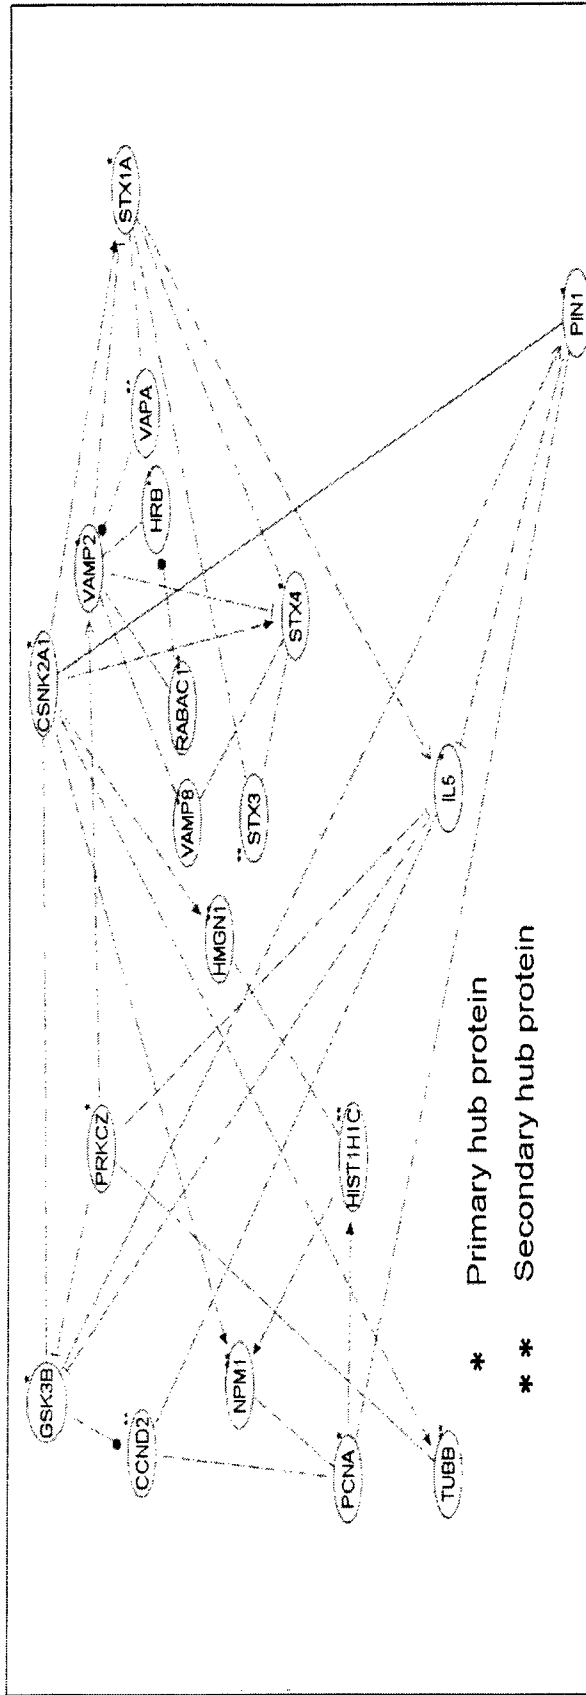 CSNK2A1*
GSK3B*
VAMP2*
PRKCZ*
STX1A*
CCND2**
VAPA**
HRB**
RABAC1**
VAMP8**
HMGN1**
NPM1**
STX3**
STX4*
HIST1H1C**
PCNA*
TUBB**
IL5*
PIN1*
* Primary hub protein
* * Secondary hub protein